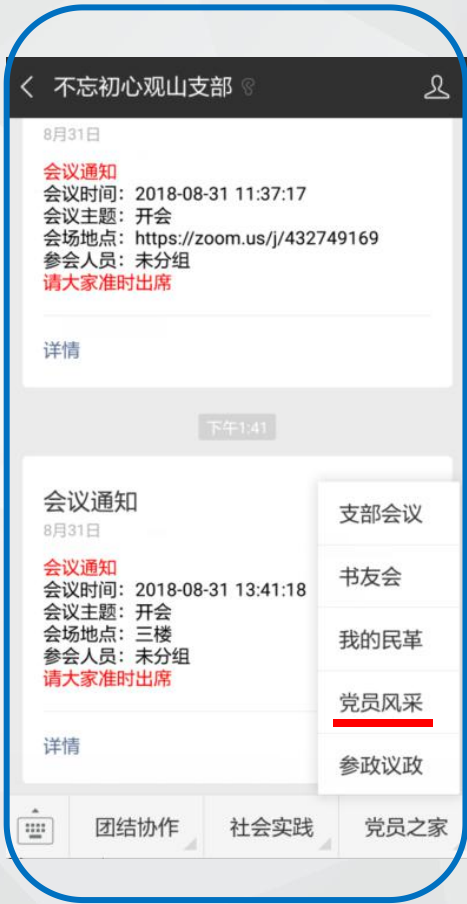 不忘初心观山支部
8月31日
会议通知
会议时间：2018-08-31 11:37:17
会议主题：开会
会场地点：https://zoom.us/j/432749169
参会人员：未分组
请大家准时出席
详情
下午1:41
会议通知
8月31日
会议通知
会议时间：2018-08-31 13:41:18
会议主题：开会
会场地点：三楼
参会人员：未分组
请大家准时出席
详情
支部会议
书友会
我的民革
党员风采
参政议政
团结协作
社会实践
党员之家